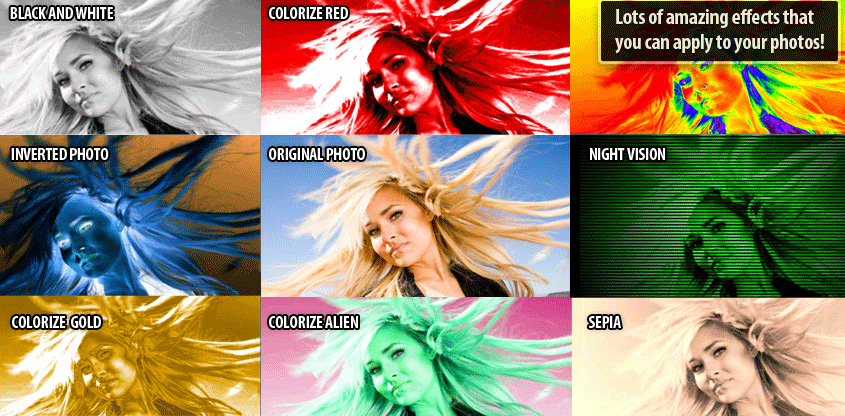 BLACK AND WHITE
COLORIZE RED
Lots of amazing effects that
you can apply to your photos!
INVERTED PHOTO
ORIGINAL PHOTO
NIGHT VISION
COLORIZE GOLD
COLORIZE ALIEN
SEPIA